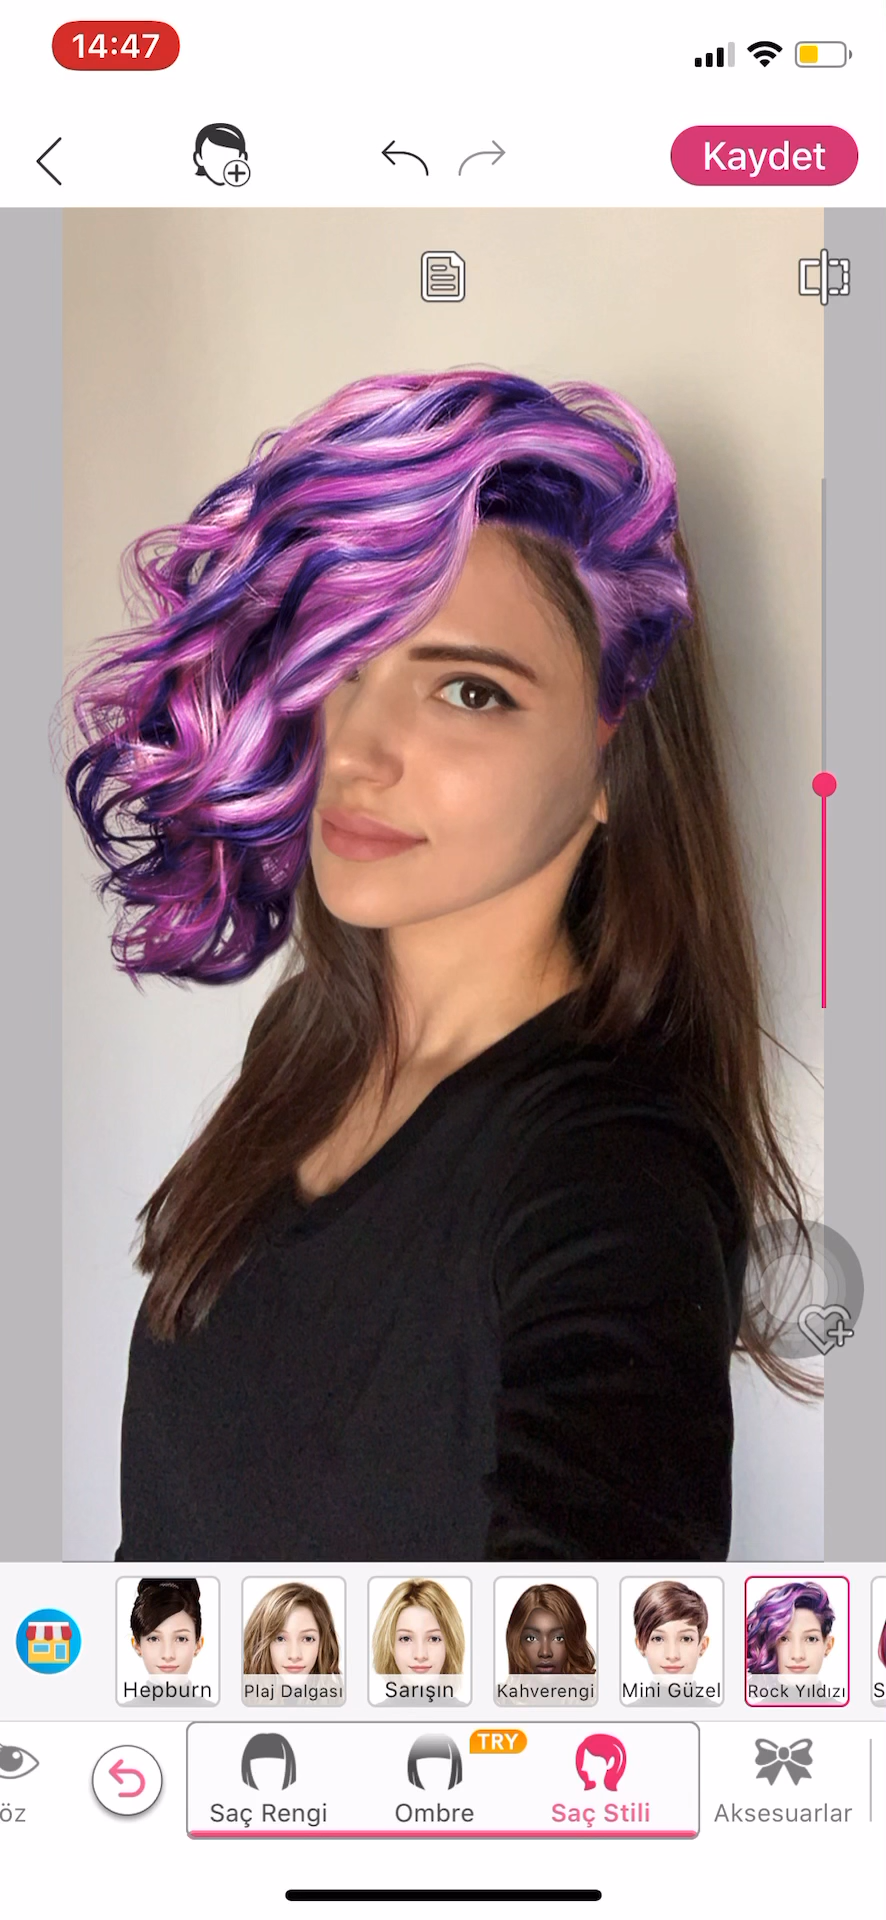 14:47
Kaydet
Hepburn
Plaj Dalgası
Sarışın
Kahverengi
Mini Güzel
Rock Yıldızı
S
öz
Saç Rengi
Ombre
TRY
Saç Stili
Aksesuarlar